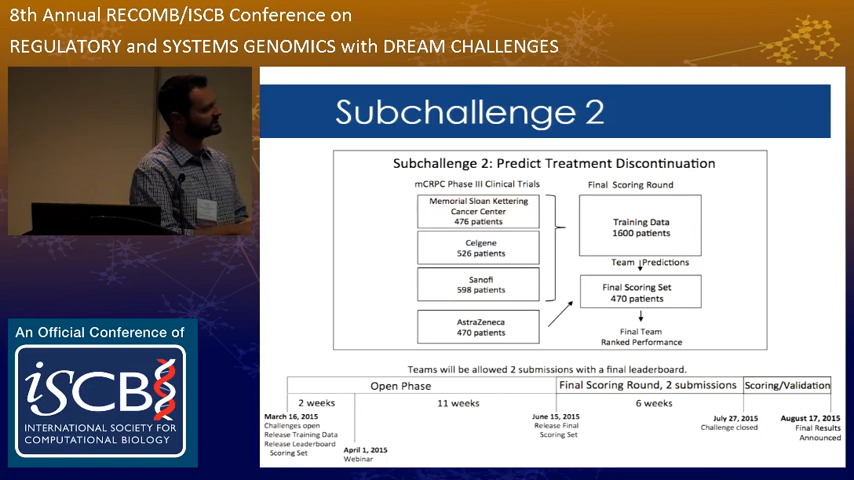 8th Annual RECOMB/ISCB Conference on
REGULATORY and SYSTEMS GENOMICS with DREAM CHALLENGES
Subchallenge 2
Subchallenge 2: Predict Treatment Discontinuation
mCRPC Phase III Clinical Trials
Memorial Sloan Kettering
Cancer Center
476 patients
Celgene
526 patients
Sanofi
598 patients
AstraZeneca
470 patients
Final Scoring Round
Training Data
1600 patients
Team Predictions
Final Scoring Set
470 patients
Final Team
Ranked Performance
Teams will be allowed 2 submissions with a final leaderboard.
Open Phase
Final Scoring Round, 2 submissions
Scoring/Validation
2 weeks
11 weeks
6 weeks
March 16, 2015
Challenges open
Release Training Data
Release Leaderboard
Scoring Set
April 1, 2015
Webinar
June 15, 2015
Release Final
Scoring Set
July 27, 2015
Challenge closed
August 17, 2015
Final Results
Announced
An Official Conference of
iSCB
INTERNATIONAL SOCIETY FOR
COMPUTATIONAL BIOLOGY